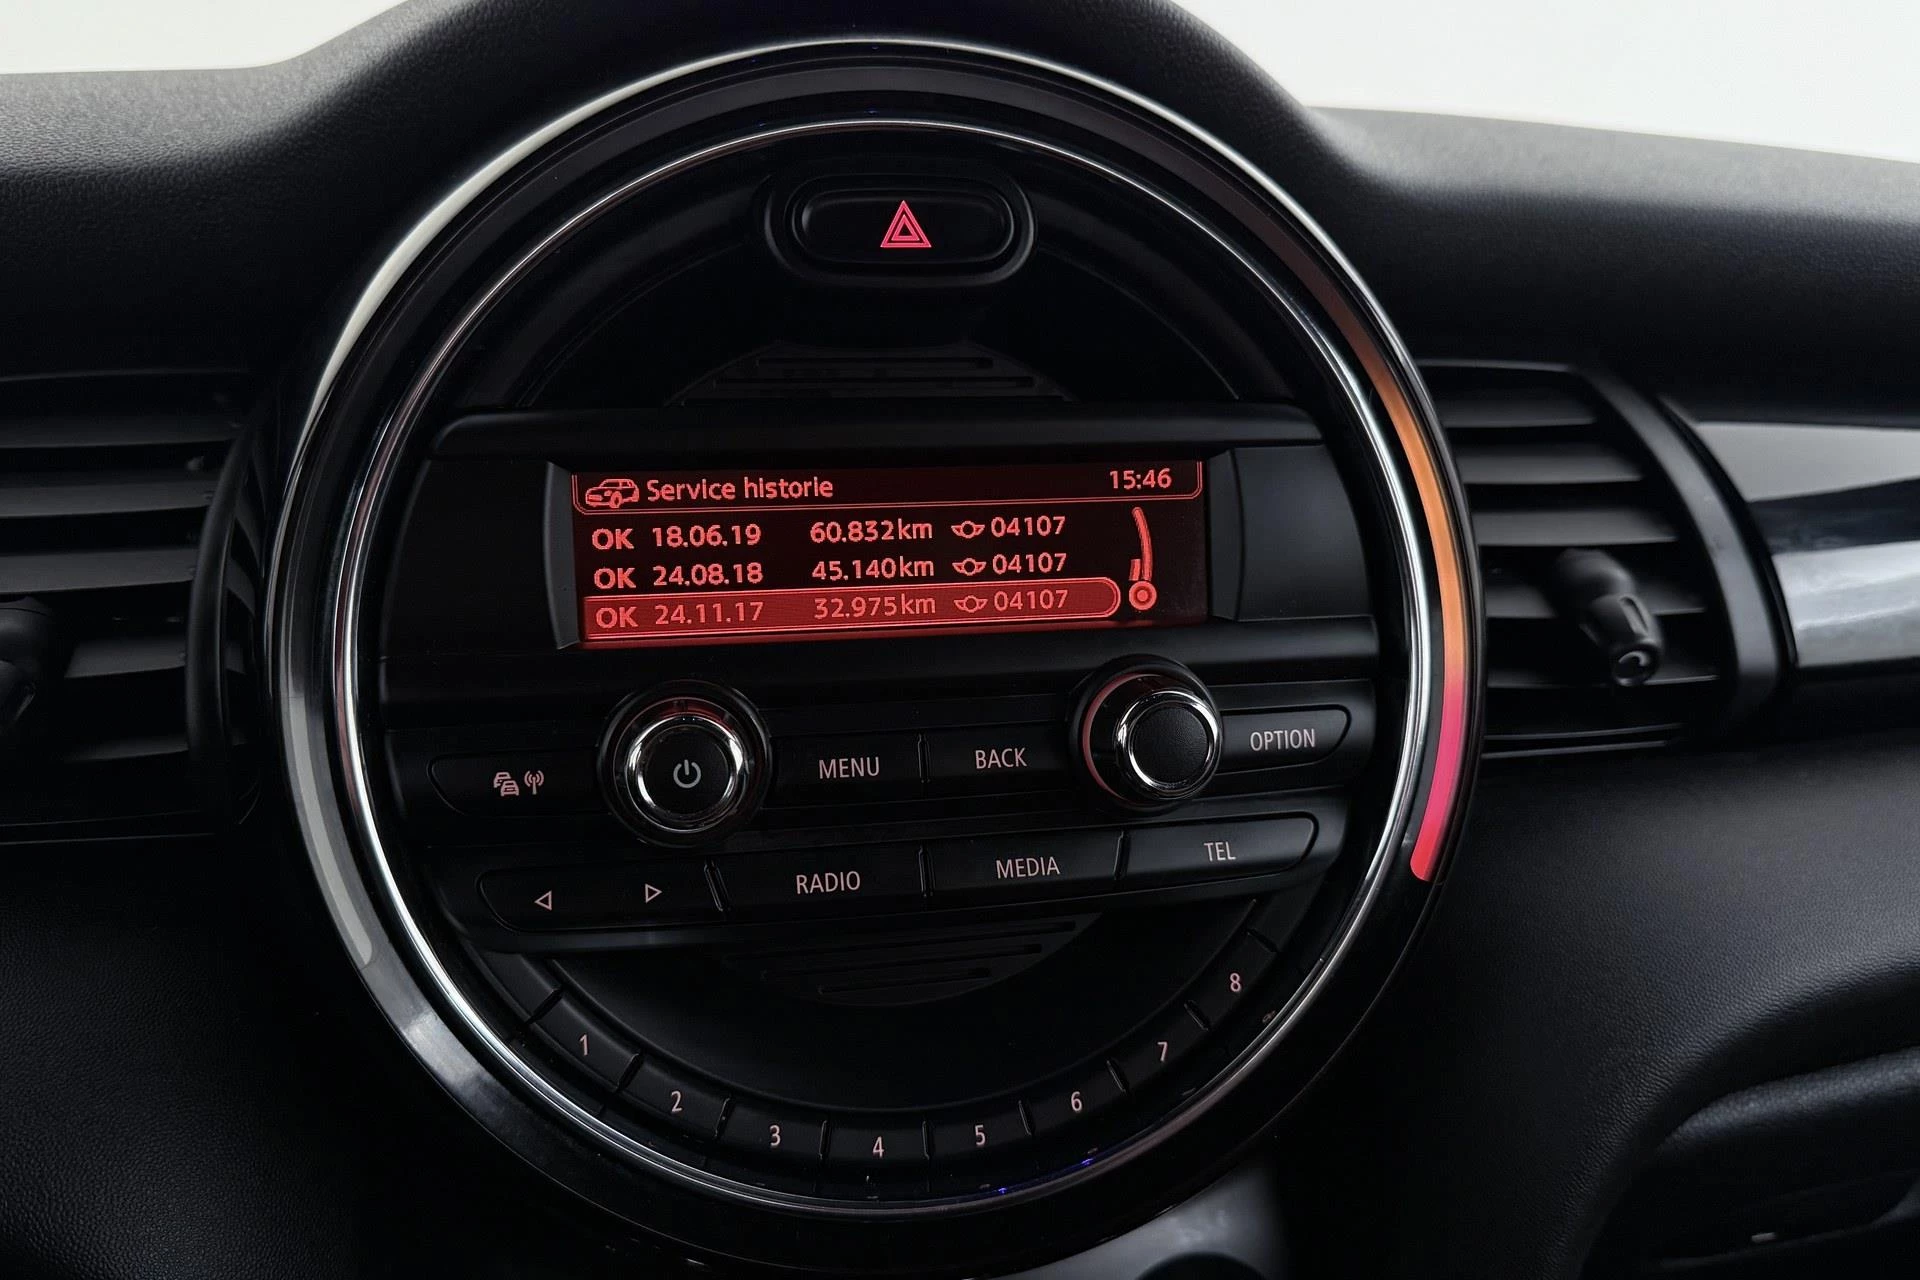 Service historie 15:46
OK 18.06.19 60.832km 04107
OK 24.08.18 45.140km 04107
OK 24.11.17 32.975km 04107
MENU BACK OPTION
RADIO MEDIA TEL
1 2 3 4 5 6 7 8